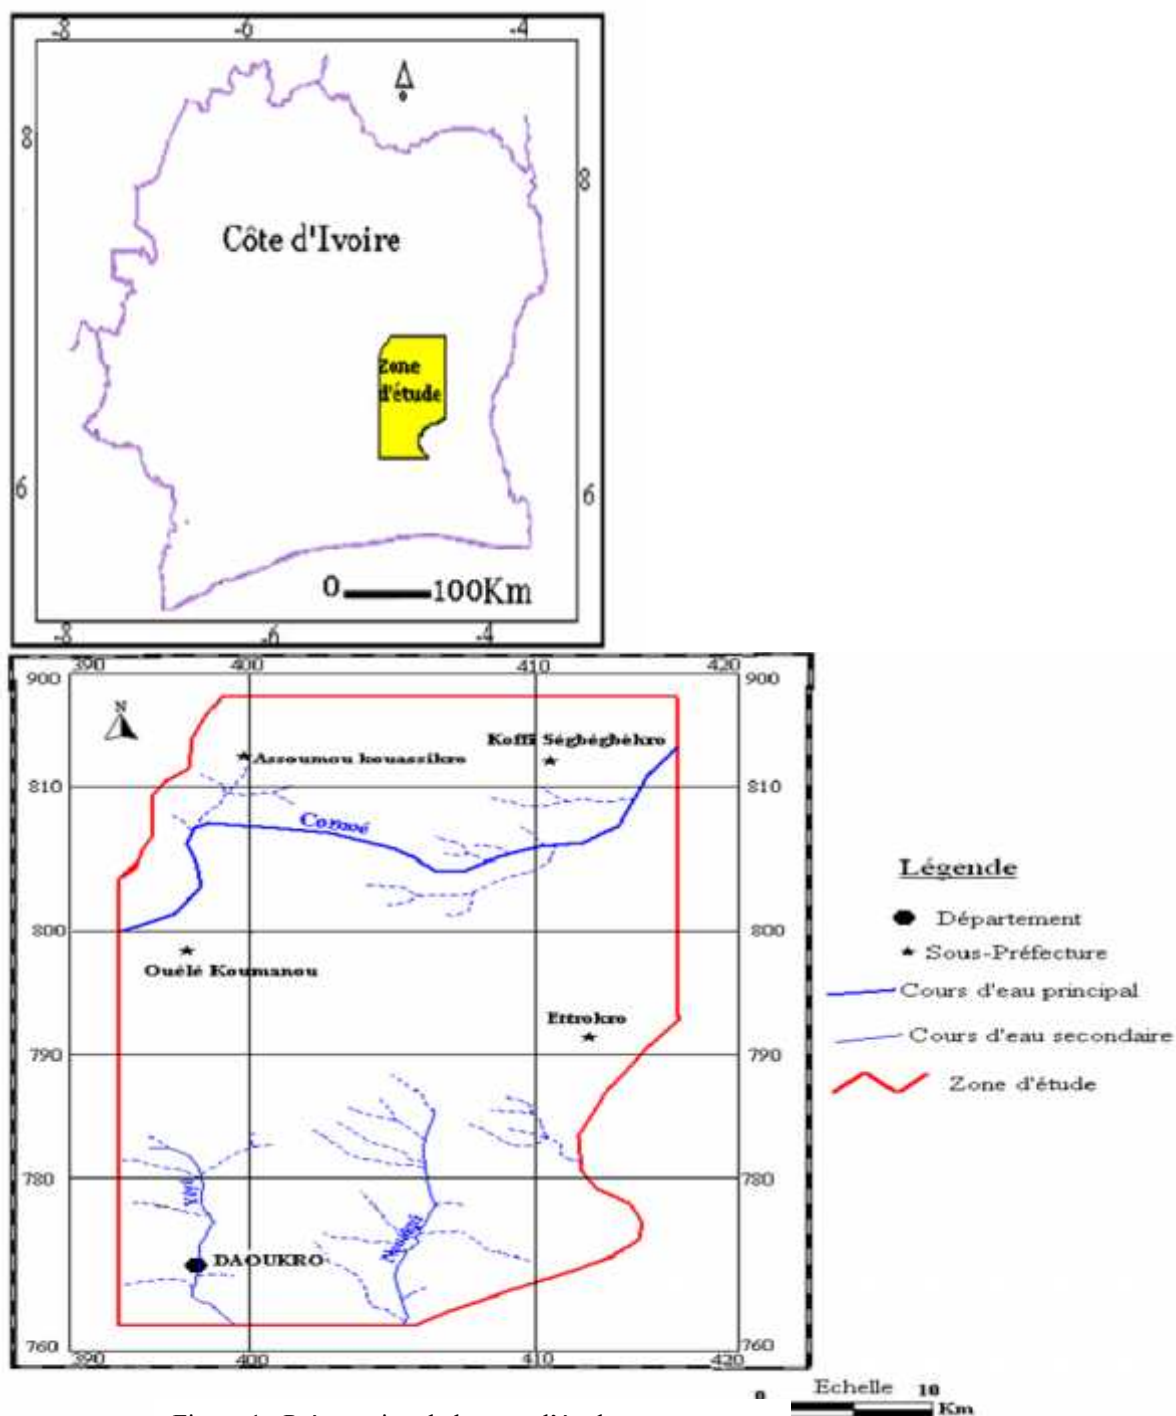 -8 -6 -4
8
8
Côte d'Ivoire
Zone
d'étude
6
6
0 100Km
-8 -6 -4
390 400 410 420
900 900
N
Koffi Ségbégbèkro
Assoumou kouassikro
810 810
Comoé
Légende
Département
800 800
Sous-Préfecture
Ouélé Koumanou
Cours d'eau principal
Ettrokro
Cours d'eau secondaire
790 790
Zone d'étude
780 780
DAOUKRO
760 760
390 400 410 420
Echelle
0 10
Km